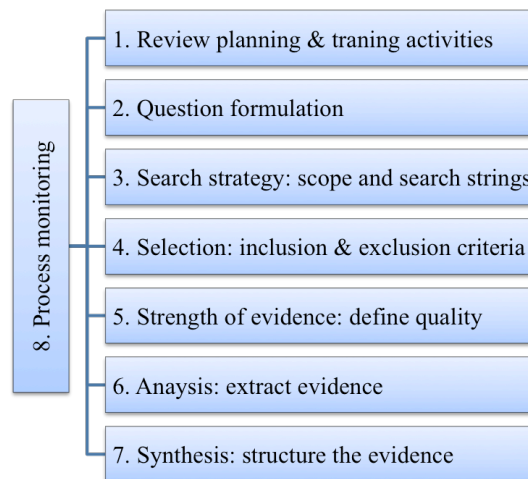 1. Review planning & traning activities
2. Question formulation
3. Search strategy: scope and search strings
4. Selection: inclusion & exclusion criteria
5. Strength of evidence: define quality
6. Anaysis: extract evidence
7. Synthesis: structure the evidence
8. Process monitoring